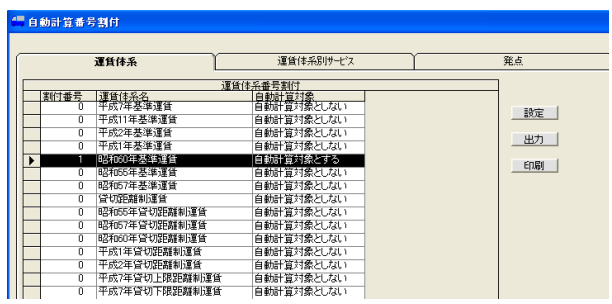 自動計算番号割付
運賃体系 運賃体系別サービス 発点
運賃体系番号割付
割付番号 運賃体系名 自動計算対象
0 平成7年基準運賃 自動計算対象としない
0 平成11年基準運賃 自動計算対象としない
0 平成2年基準運賃 自動計算対象としない
0 平成1年基準運賃 自動計算対象としない
1 昭和60年基準運賃 自動計算対象とする
0 昭和55年基準運賃 自動計算対象としない
0 昭和57年基準運賃 自動計算対象としない
0 貸切距離制運賃 自動計算対象としない
0 昭和55年貸切距離制運賃 自動計算対象としない
0 昭和57年貸切距離制運賃 自動計算対象としない
0 昭和60年貸切距離制運賃 自動計算対象としない
0 平成1年貸切距離制運賃 自動計算対象としない
0 平成2年貸切距離制運賃 自動計算対象としない
0 平成7年貸切上限距離制運賃 自動計算対象としない
0 平成7年貸切下限距離制運賃 自動計算対象としない
設定
出力
印刷